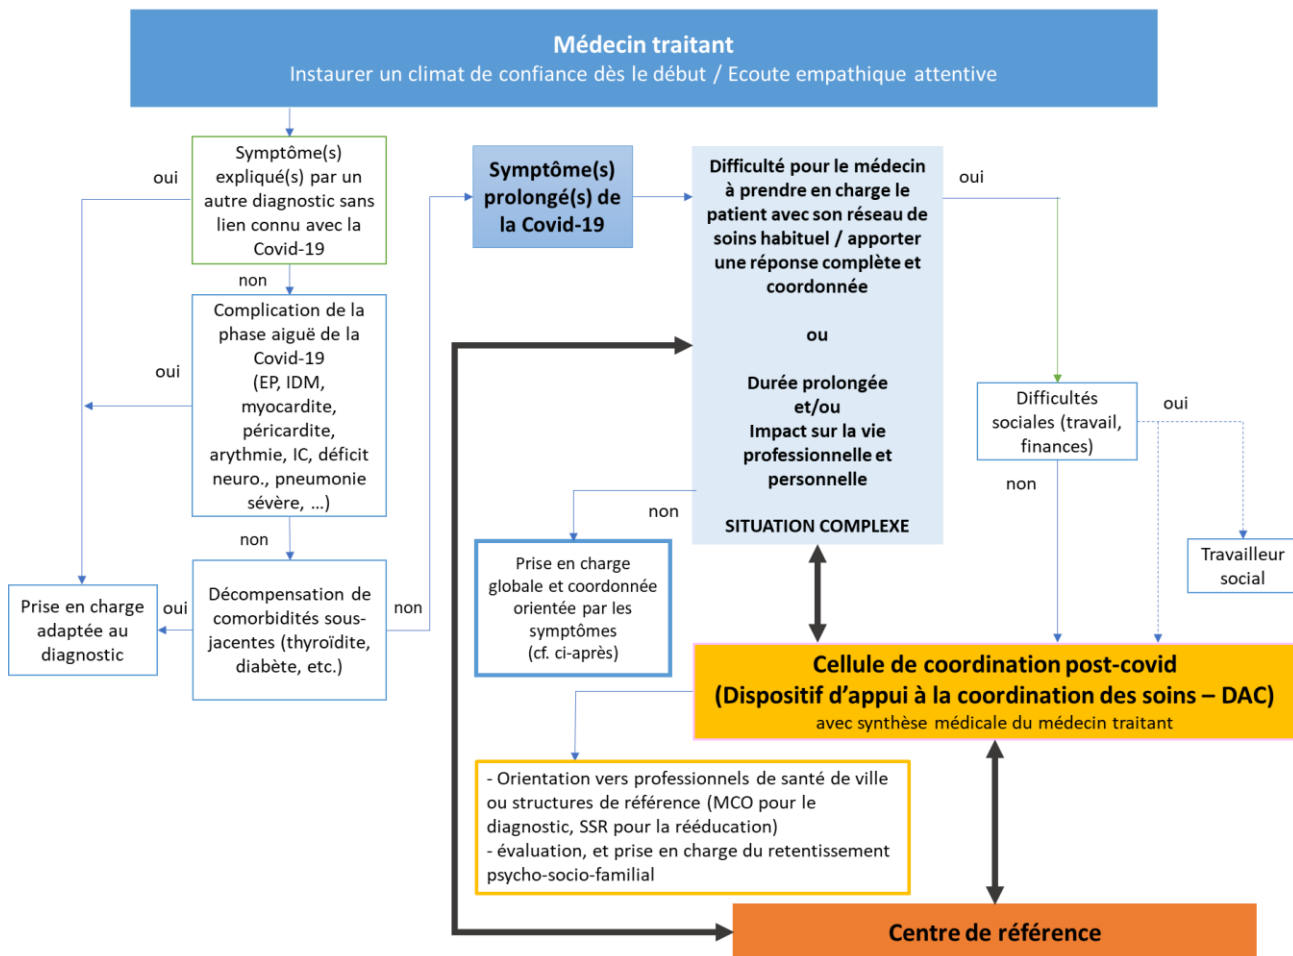 Médecin traitant
Instaurer un climat de confiance dès le début / Ecoute empathique attentive
oui
Symptôme(s)
expliqué(s) par un
autre diagnostic sans
lien connu avec la
Covid-19
non
Complication de la
phase aiguë de la
Covid-19
(EP, IDM,
myocardite,
péricardite,
arythmie, IC, déficit
neuro., pneumonie
sévère, ...)
oui
non
Décompensation de
comorbidités sous-
jacentes (thyroïdite,
diabète, etc.)
oui
Prise en charge
adaptée au
diagnostic
non
Symptôme(s)
prolongé(s) de
la Covid-19
Difficulté pour le médecin
à prendre en charge le
patient avec son réseau de
soins habituel / apporter
une réponse complète et
coordonnée
ou
Durée prolongée
et/ou
Impact sur la vie
professionnelle et
personnelle
SITUATION COMPLEXE
non
Prise en charge
globale et coordonnée
orientée par les
symptômes
(cf. ci-après)
oui
Difficultés
sociales (travail,
finances)
oui
non
Travailleur
social
Cellule de coordination post-covid
(Dispositif d'appui à la coordination des soins – DAC)
avec synthèse médicale du médecin traitant
- Orientation vers professionnels de santé de ville
ou structures de référence (MCO pour le
diagnostic, SSR pour la rééducation)
- évaluation, et prise en charge du retentissement
psycho-socio-familial
Centre de référence